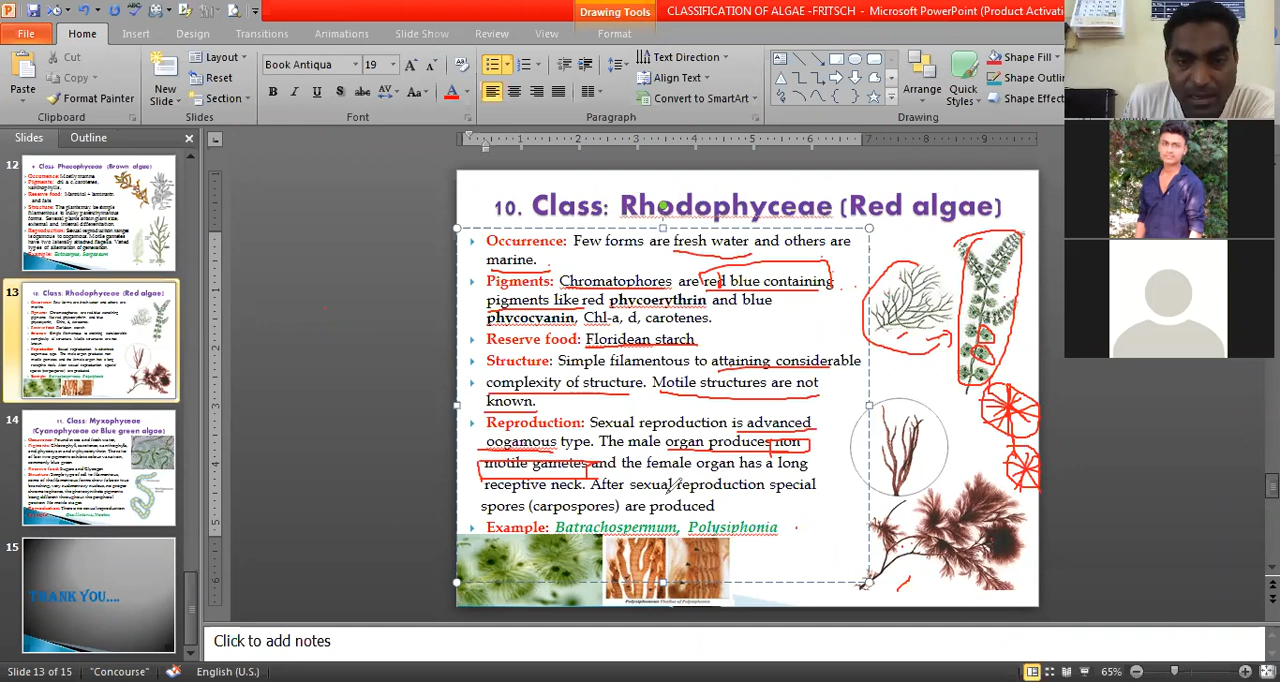 Drawing Tools
CLASSIFICATION OF ALGAE -FRITSCH - Microsoft PowerPoint (Product Activati
File Home Insert Design Transitions Animations Slide Show Review View Format
Cut
Copy
Format Painter
Paste
Clipboard
New
Slide
Layout
Reset
Section
Slides
Book Antiqua 19
Font
Text Direction
Align Text
Convert to SmartArt
Paragraph
Arrange
Quick
Styles
Shape Fill
Shape Outli
Shape Effec
Drawing
Slides Outline
12
13
14
15
THANK YOU....
10. Class: Rhodophyceae (Red algae)
Occurrence: Few forms are fresh water and others are
marine.
Pigments: Chromatophores are red blue containing
pigments like red phycoerythrin and blue
phycocyanin, Chl-a, d, carotenes.
Reserve food: Floridean starch
Structure: Simple filamentous to attaing considerable
complexity of structure. Motile structures are not
known.
Reproduction: Sexual reproduction is advanced
oogamous type. The male organ produces non
motile gametes and the female organ has a long
receptive neck. After sexual reproduction special
spores (carpospores) are produced
Example: Batrachospermum, Polysiphonia
Click to add notes
Slide 13 of 15 "Concourse" English (U.S.) 65%